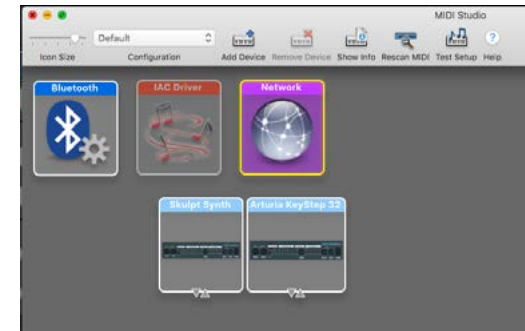 MIDI Studio
Default
Icon Size
Configuration
Add Device
Remove Device
Show Info
Rescan MIDI
Test Setup
Help
Bluetooth
IAC Driver
Network
Skulpt Synth
Arturia KeyStep 32